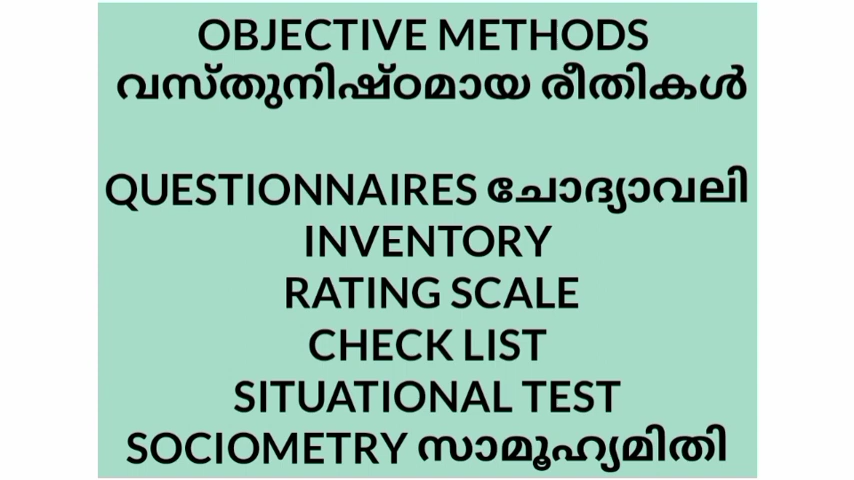 OBJECTIVE METHODS
വസ്തുനിഷ്ഠമായ രീതികൾ
QUESTIONNAIRES ചോദ്യാവലി
INVENTORY
RATING SCALE
CHECK LIST
SITUATIONAL TEST
SOCIOMETRY സാമൂഹ്യമിതി